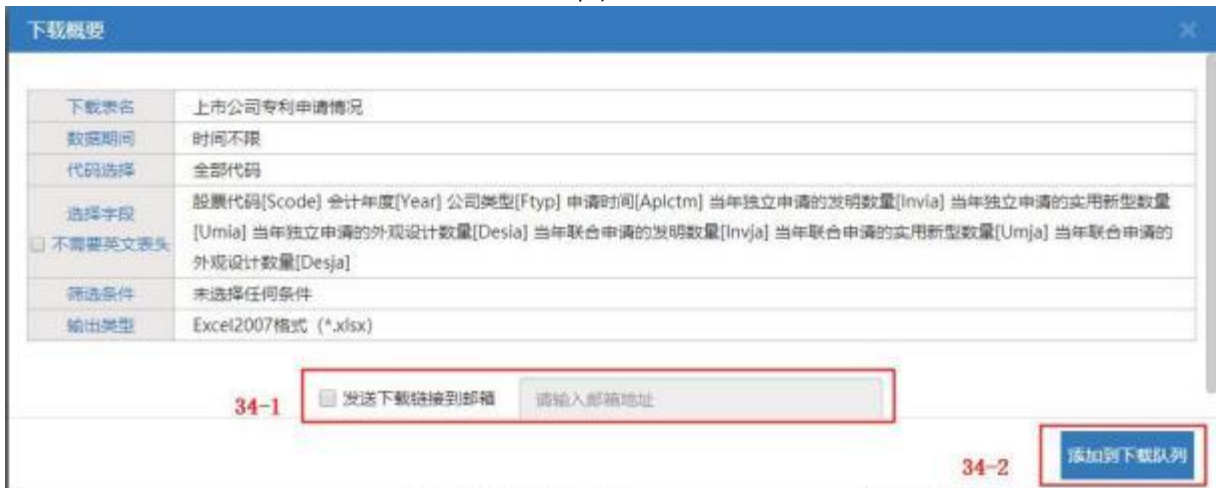 下载概要
下载表名 上市公司专利申请情况
数据期间 时间不限
代码选择 全部代码
选择字段 不需要英文表头 股票代码[Scode] 会计年度[Year] 公司类型[Ftyp] 申请时间[Aplctm] 当年独立申请的发明数量[Invia] 当年独立申请的实用新型数量
[Umia] 当年独立申请的外观设计数量[Desia] 当年联合申请的发明数量[Invja] 当年联合申请的实用新型数量[Umja] 当年联合申请的
外观设计数量[Desja]
筛选条件 未选择任何条件
输出类型 Excel2007格式 (*.xlsx)
34-1 发送下载链接到邮箱 请输入邮箱地址
34-2 添加到下载队列